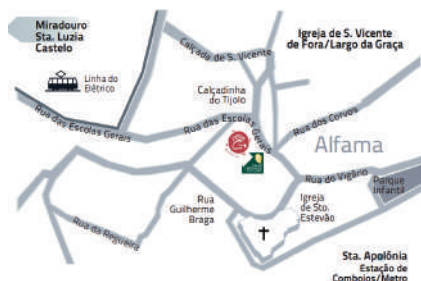 Miradouro
Sta. Luzia
Castelo
Igreja de S. Vicente
de Fora/Largo da Graça
Calçada de S. Vicente
Linha do
Elétrico
Calçadinha
do Tijolo
Rua das Escolas Gerais
Rua das Escolas Gerais
Rua dos Corvos
Alfama
Rua do Vigário
Parque
Infantil
Rua
Guilherme
Braga
Igreja
de Sto.
Estevão
Rua da Regueira
Sta. Apolônia
Estação de
Comboios/Metro